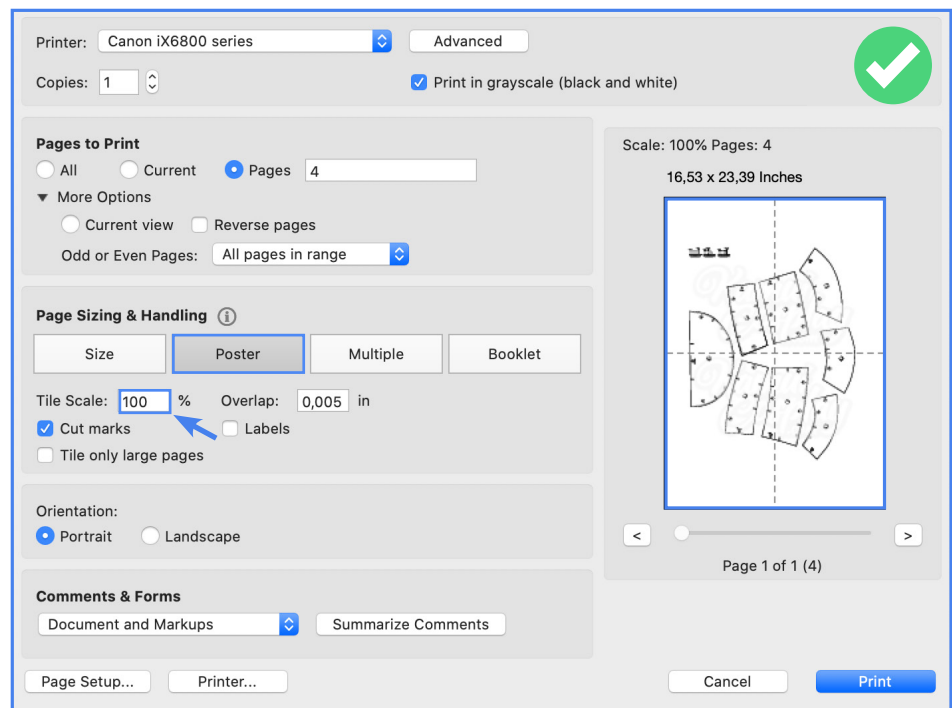 Printer: Canon iX6800 series Advanced
Copies: 1 Print in grayscale (black and white)
Pages to Print
All Current Pages 4
More Options
Current view Reverse pages
Odd or Even Pages: All pages in range
Page Sizing & Handling
Size Poster Multiple Booklet
Tile Scale: 100 % Overlap: 0,005 in
Cut marks Labels
Tile only large pages
Orientation:
Portrait Landscape
Comments & Forms
Document and Markups Summarize Comments
Page Setup... Printer...
Scale: 100% Pages: 4
16,53 x 23,39 Inches
< >
Page 1 of 1 (4)
Cancel Print